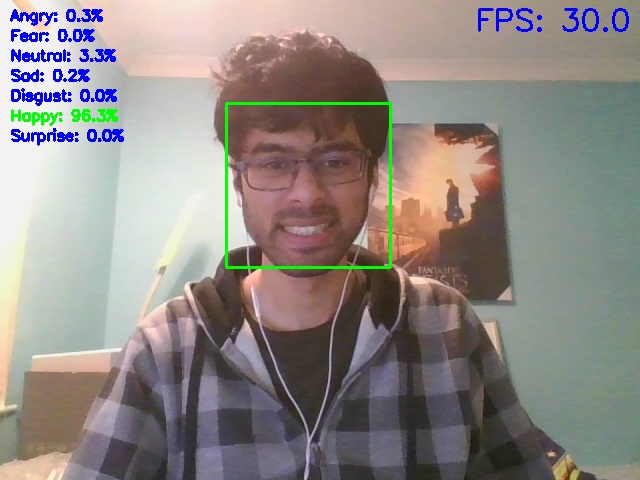 Angry: 0.3%
Fear: 0.0%
Neutral: 3.3%
Sad: 0.2%
Disgust: 0.0%
Happy: 96.3%
Surprise: 0.0%
FPS: 30.0
FANTASTIC
BEASTS